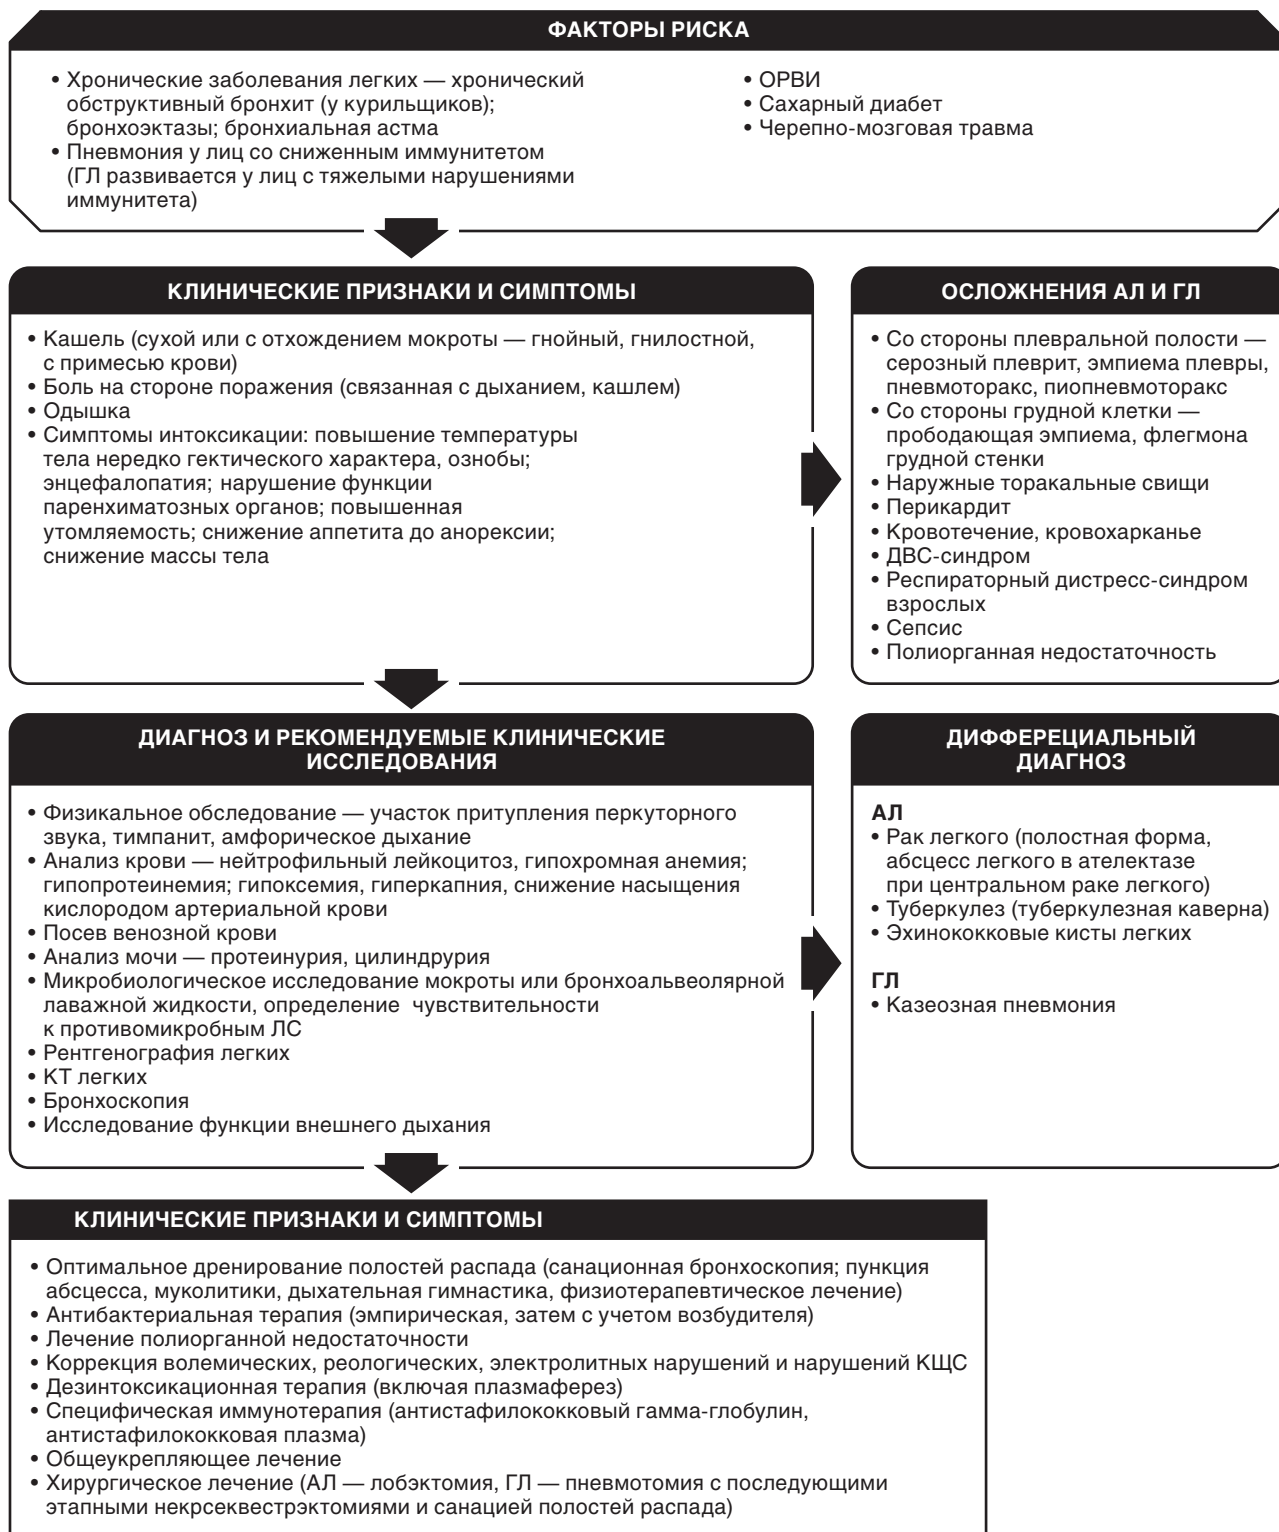 ФАКТОРЫ РИСКА
• Хронические заболевания легких — хронический
обструктивный бронхит (у курильщиков);
бронхоэктазы; бронхиальная астма
• Пневмония у лиц со сниженным иммунитетом
(ГЛ развивается у лиц с тяжелыми нарушениями
иммунитета)
• ОРВИ
• Сахарный диабет
• Черепно-мозговая травма
КЛИНИЧЕСКИЕ ПРИЗНАКИ И СИМПТОМЫ
• Кашель (сухой или с отхождением мокроты — гнойный, гнилостной,
с примесью крови)
• Боль на стороне поражения (связанная с дыханием, кашлем)
• Одышка
• Симптомы интоксикации: повышение температуры
тела нередко гектического характера, ознобы;
энцефалопатия; нарушение функции
паренхиматозных органов; повышенная
утомляемость; снижение аппетита до анорексии;
снижение массы тела
ОСЛОЖНЕНИЯ АЛ И ГЛ
• Со стороны плевральной полости —
серозный плеврит, эмпиема плевры,
пневмоторакс, пиопневмоторакс
• Со стороны грудной клетки —
прободающая эмпиема, флегмона
грудной стенки
• Наружные торакальные свищи
• Перикардит
• Кровотечение, кровохарканье
• ДВС-синдром
• Респираторный дистресс-синдром
взрослых
• Сепсис
• Полиорганная недостаточность
ДИАГНОЗ И РЕКОМЕНДУЕМЫЕ КЛИНИЧЕСКИЕ
ИССЛЕДОВАНИЯ
• Физикальное обследование — участок притупления перкуторного
звука, тимпанит, амфорическое дыхание
• Анализ крови — нейтрофильный лейкоцитоз, гипохромная анемия;
гипопротеинемия; гипоксемия, гиперкапния, снижение насыщения
кислородом артериальной крови
• Посев венозной крови
• Анализ мочи — протеинурия, цилиндрурия
• Микробиологическое исследование мокроты или бронхоальвеолярной
лаважной жидкости, определение чувствительности
к противомикробным ЛС
• Рентгенография легких
• КТ легких
• Бронхоскопия
• Исследование функции внешнего дыхания
ДИФФЕРЕЦИАЛЬНЫЙ
ДИАГНОЗ
АЛ
• Рак легкого (полостная форма,
абсцесс легкого в ателектазе
при центральном раке легкого)
• Туберкулез (туберкулезная каверна)
• Эхинококковые кисты легких
ГЛ
• Казеозная пневмония
КЛИНИЧЕСКИЕ ПРИЗНАКИ И СИМПТОМЫ
• Оптимальное дренирование полостей распада (санационная бронхоскопия; пункция
абсцесса, муколитики, дыхательная гимнастика, физиотерапевтическое лечение)
• Антибактериальная терапия (эмпирическая, затем с учетом возбудителя)
• Лечение полиорганной недостаточности
• Коррекция волемических, реологических, электролитных нарушений и нарушений КЩС
• Дезинтоксикационная терапия (включая плазмаферез)
• Специфическая иммунотерапия (антистафилококковый гамма-глобулин,
антистафилококковая плазма)
• Общеукрепляющее лечение
• Хирургическое лечение (АЛ — лобэктомия, ГЛ — пневмотомия с последующими
этапными некрсеквестрэктомиями и санацией полостей распада)